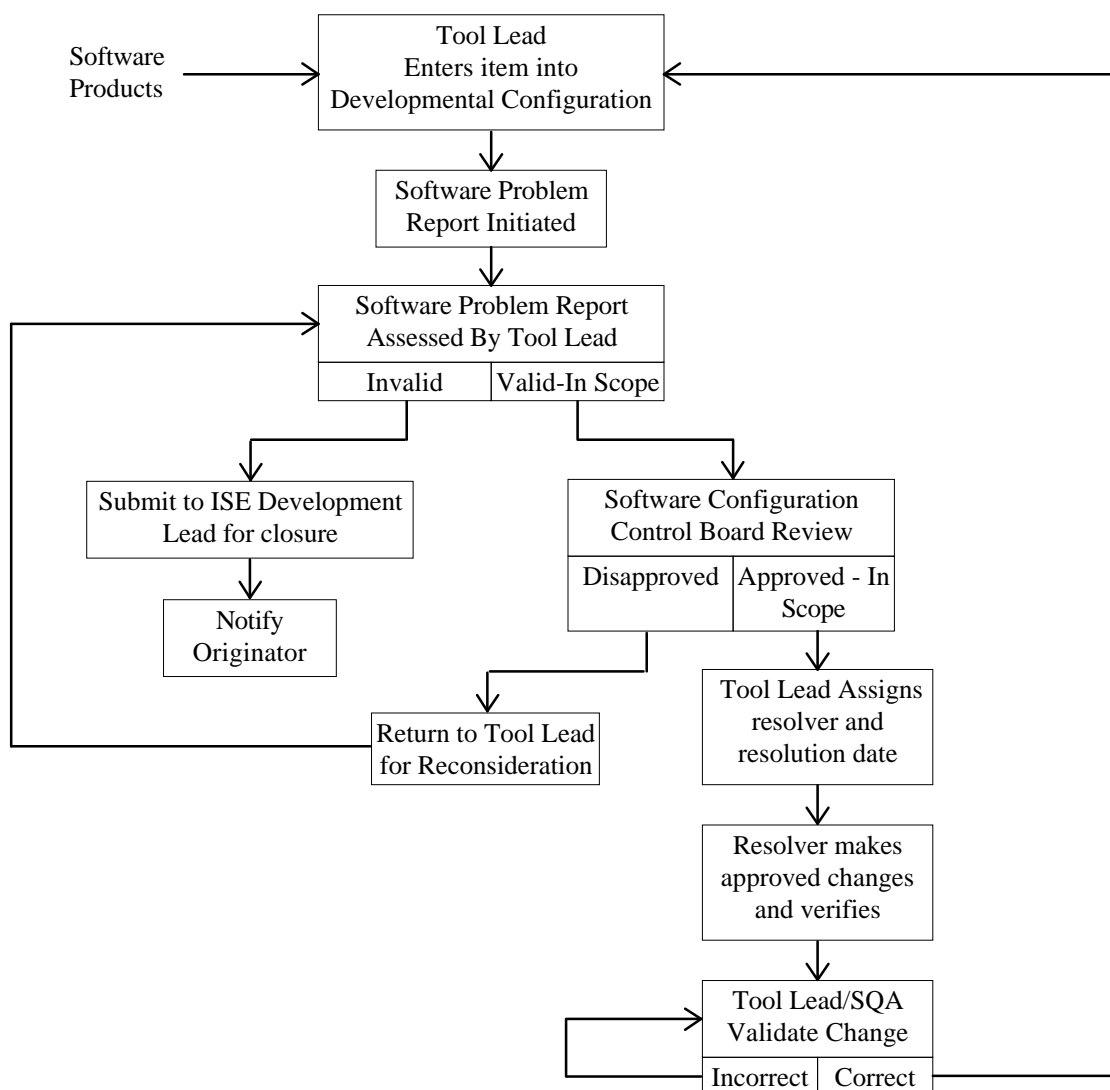 Software
Products
Tool Lead
Enters item into
Developmental Configuration
Software Problem
Report Initiated
Software Problem Report
Assessed By Tool Lead
Invalid
Valid-In Scope
Submit to ISE Development
Lead for closure
Notify
Originator
Software Configuration
Control Board Review
Disapproved
Approved - In
Scope
Return to Tool Lead
for Reconsideration
Tool Lead Assigns
resolver and
resolution date
Resolver makes
approved changes
and verifies
Tool Lead/SQA
Validate Change
Incorrect
Correct